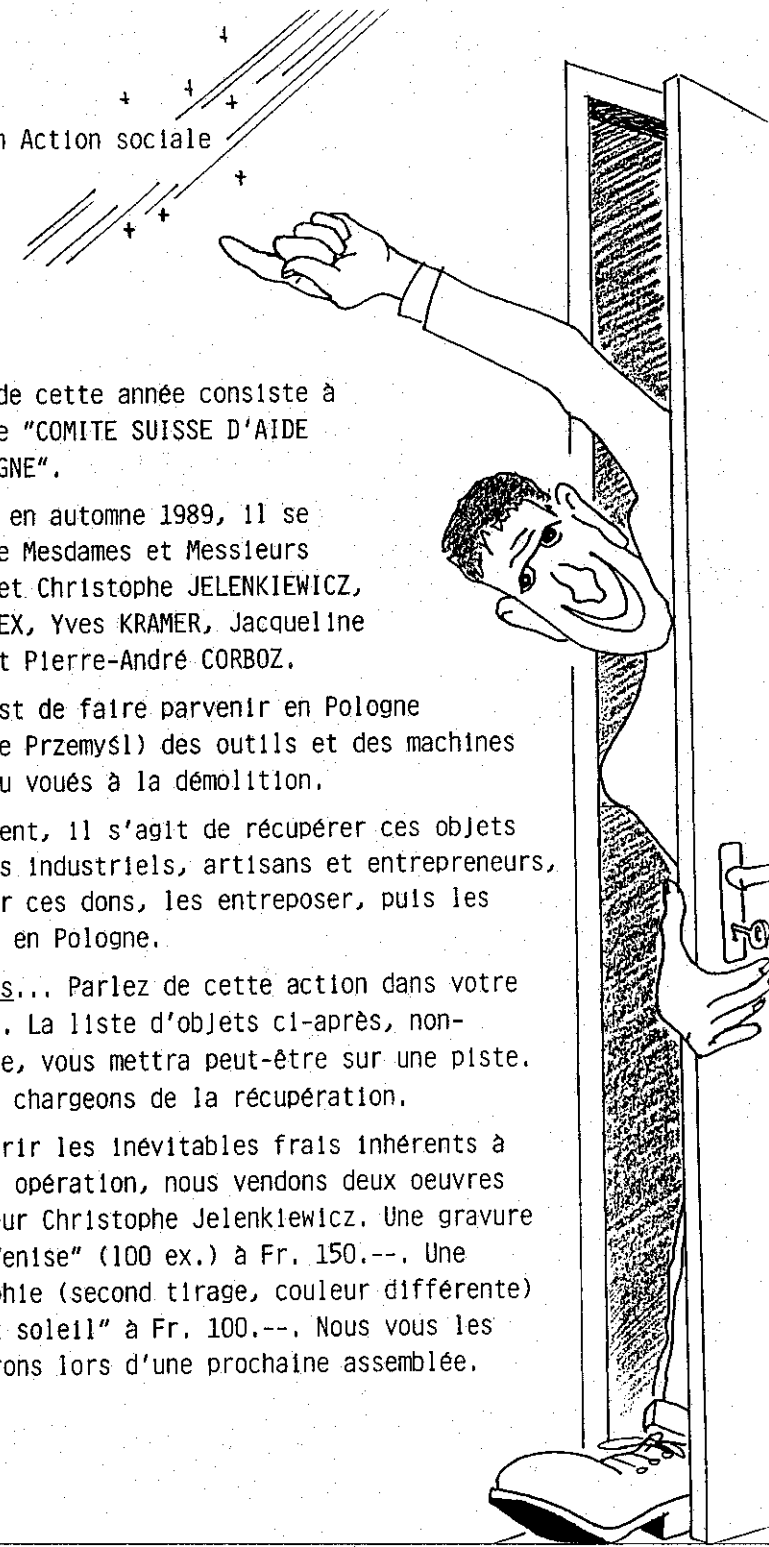 n Action sociale
de cette année consiste à
e "COMITE SUISSE D'AIDE
GNE".
en automne 1989, il se
e Mesdames et Messieurs
et Christophe JELENKIEWICZ,
EX, Yves KRAMER, Jacqueline
t Pierre-André CORBOZ.
st de faire parvenir en Pologne
e Przemyśl) des outils et des machines
u voués à la démolition.
ent, il s'agit de récupérer ces objets
s industriels, artisans et entrepreneurs,
r ces dons, les entreposer, puis les
en Pologne.
s... Parlez de cette action dans votre
. La liste d'objets ci-après, non-
e, vous mettra peut-être sur une piste.
chargeons de la récupération.
rir les inévitables frais inhérents à
opération, nous vendons deux oeuvres
ur Christophe Jelenkiewicz. Une gravure
enise" (100 ex.) à Fr. 150.--. Une
hie (second tirage, couleur différente)
t soleil" à Fr. 100.--. Nous vous les
rons lors d'une prochaine assemblée.